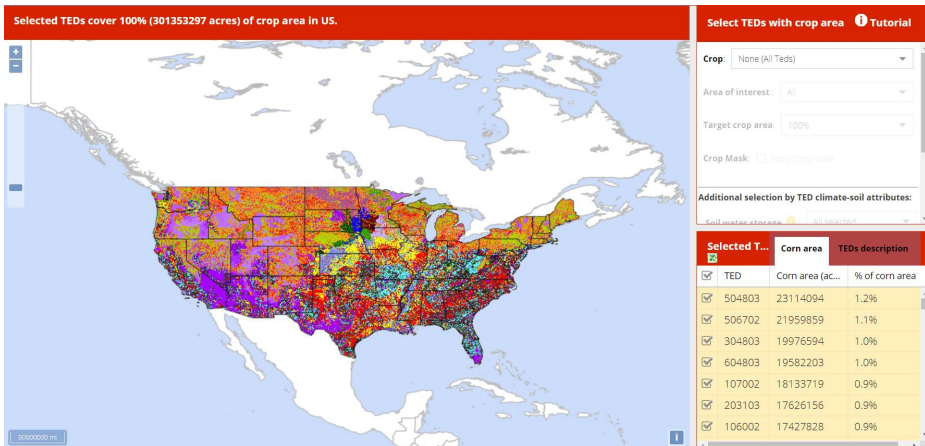 Selected TEDs cover 100% (301353297 acres) of crop area in US.
+
−
50000000 mi
i
Select TEDs with crop area i Tutorial
Crop: None (All Teds)
Area of interest : All
Target crop area: 100%
Crop Mask: Apply Crop Mask
Additional selection by TED climate-soil attributes:
Soil water storage All selected
Selected T... Corn area TEDs description
TED Corn area (ac... % of corn area
504803 23114094 1.2%
506702 21959859 1.1%
304803 19976594 1.0%
604803 19582203 1.0%
107002 18133719 0.9%
203103 17626156 0.9%
106002 17427828 0.9%